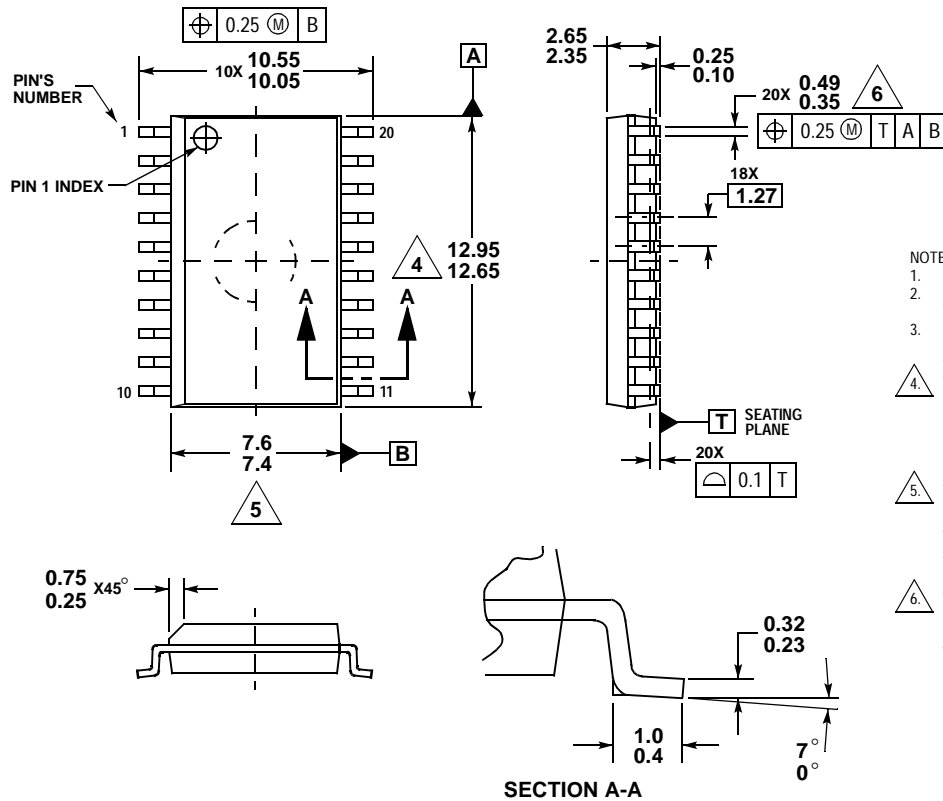 ⌖ 0.25 Ⓜ B
10X 10.55
10.05
PIN'S
NUMBER
1
20
PIN 1 INDEX
A
4
12.95
12.65
A A
10
11
7.6
7.4
B
5
2.65
2.35
0.25
0.10
20X 0.49
0.35
6
⌖ 0.25 Ⓜ T A B
18X
1.27
T SEATING
PLANE
20X
⌓ 0.1 T
NOTE
1.
2.
3.
4.
5.
6.
0.75 X45°
0.25
0.32
0.23
1.0
0.4
7°
0°
SECTION A-A